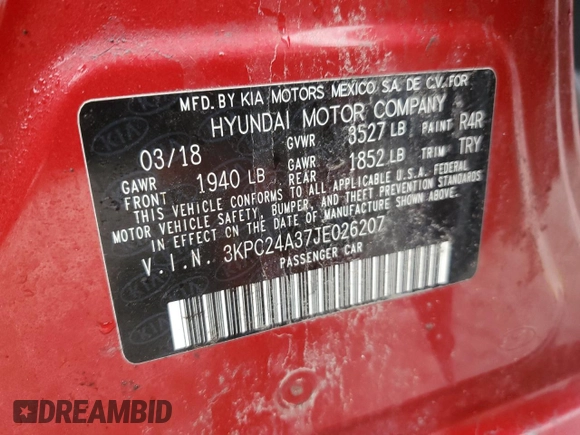 MFD. BY KIA MOTORS MEXICO S.A. DE C.V. FOR
HYUNDAI MOTOR COMPANY
03/18 GVWR 3527 LB PAINT R4R
GAWR FRONT 1940 LB GAWR REAR 1852 LB TRIM TRY
THIS VEHICLE CONFORMS TO ALL APPLICABLE U.S.A. FEDERAL
MOTOR VEHICLE SAFETY, BUMPER, AND THEFT PREVENTION STANDARDS
IN EFFECT ON THE DATE OF MANUFACTURE SHOWN ABOVE.
V.I.N. 3KPC24A37JE026207
PASSENGER CAR
DREAMBID